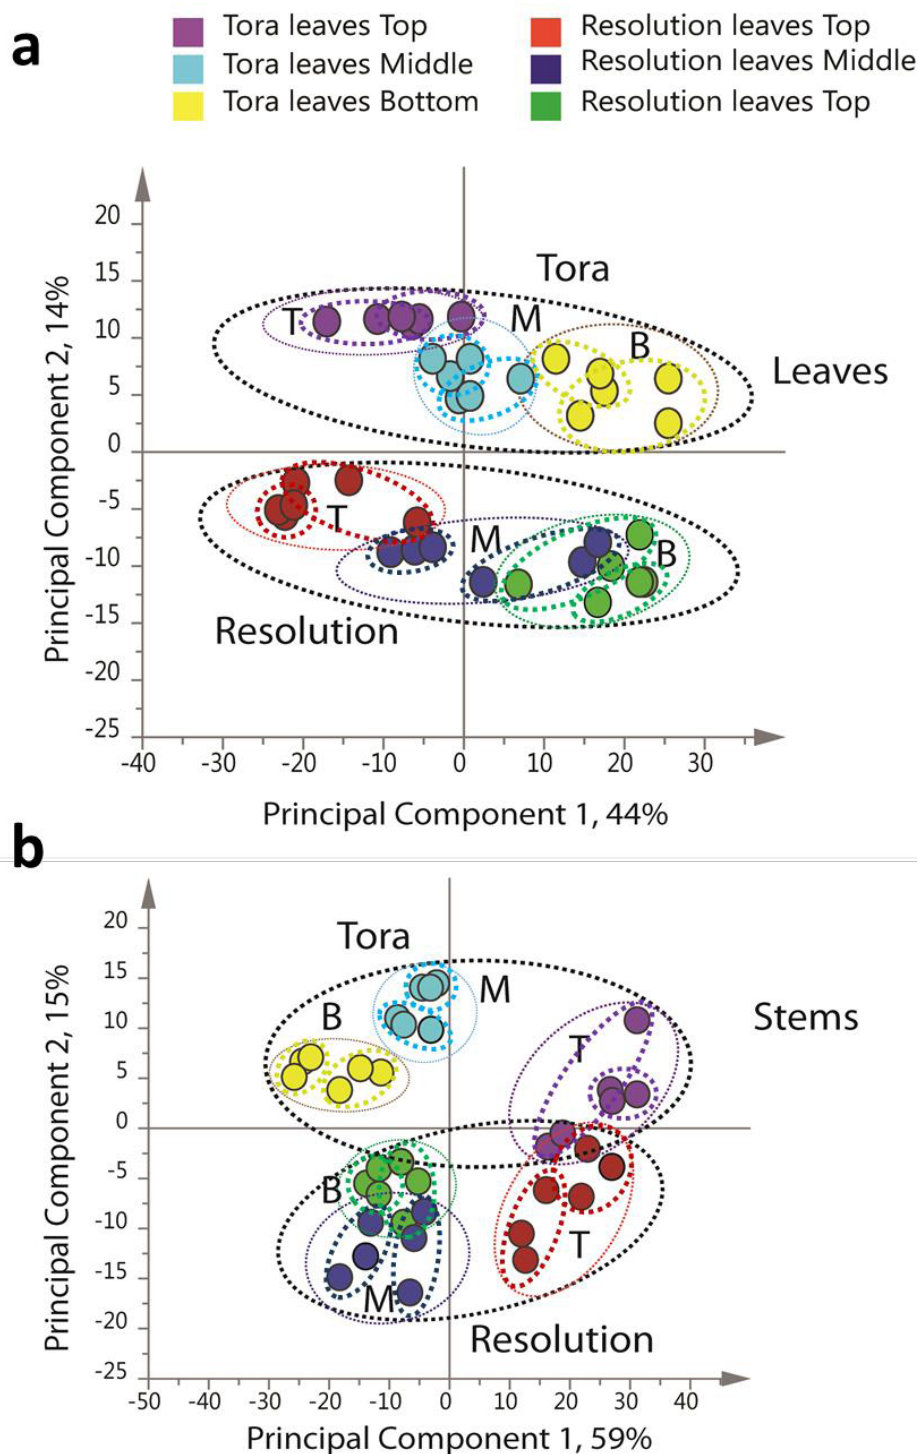 a
Tora leaves Top
Tora leaves Middle
Tora leaves Bottom
Resolution leaves Top
Resolution leaves Middle
Resolution leaves Top
Principal Component 2, 14%
20
15
10
5
0
-5
-10
-15
-20
-25
Tora
T
M
B
Leaves
T
M
B
Resolution
-40
-30
-20
-10
0
10
20
30
Principal Component 1, 44%
b
Principal Component 2, 15%
20
15
10
5
0
-5
-10
-15
-20
-25
Tora
M
B
T
Stems
B
T
M
Resolution
-50
-40
-30
-20
-10
0
10
20
30
40
Principal Component 1, 59%